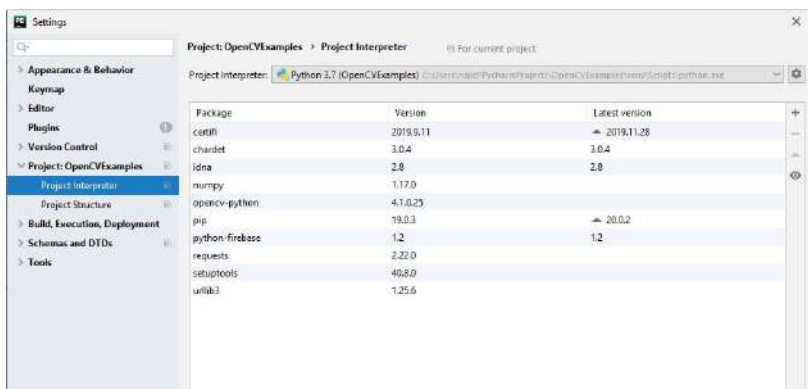 Settings
Appearance & Behavior
Keymap
Editor
Plugins
Version Control
Project: OpenCVExamples
Project Interpreter
Project Structure
Build, Execution, Deployment
Schemas and DTDs
Tools
Project: OpenCVExamples > Project Interpreter For current project
Project Interpreter: Python 3.7 (OpenCVExamples)
Package Version Latest version
certifi 2019.9.11 2019.11.28
chardet 3.0.4 3.0.4
idna 2.8 2.8
numpy 1.17.0
opencv-python 4.1.0.25
pip 19.0.3 20.0.2
python-firebase 1.2 1.2
requests 2.22.0
setuptools 40.8.0
urllib3 1.25.6